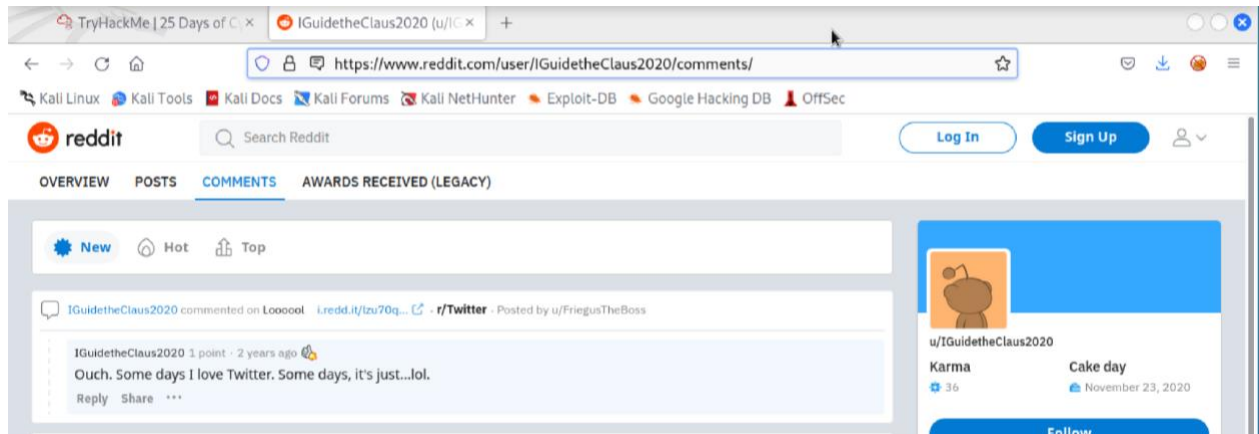 TryHackMe | 25 Days of Cy
IGuidetheClaus2020 (u/IG
https://www.reddit.com/user/IGuidetheClaus2020/comments/
Kali Linux Kali Tools Kali Docs Kali Forums Kali NetHunter Exploit-DB Google Hacking DB OffSec
reddit Search Reddit Log In Sign Up
OVERVIEW POSTS COMMENTS AWARDS RECEIVED (LEGACY)
New Hot Top
IGuidetheClaus2020 commented on Loooool i.redd.it/lzu70q... · r/Twitter · Posted by u/FriegusTheBoss
IGuidetheClaus2020 1 point · 2 years ago
Ouch. Some days I love Twitter. Some days, it's just...lol.
Reply Share ···
u/IGuidetheClaus2020
Karma Cake day
36 November 23, 2020
Follow